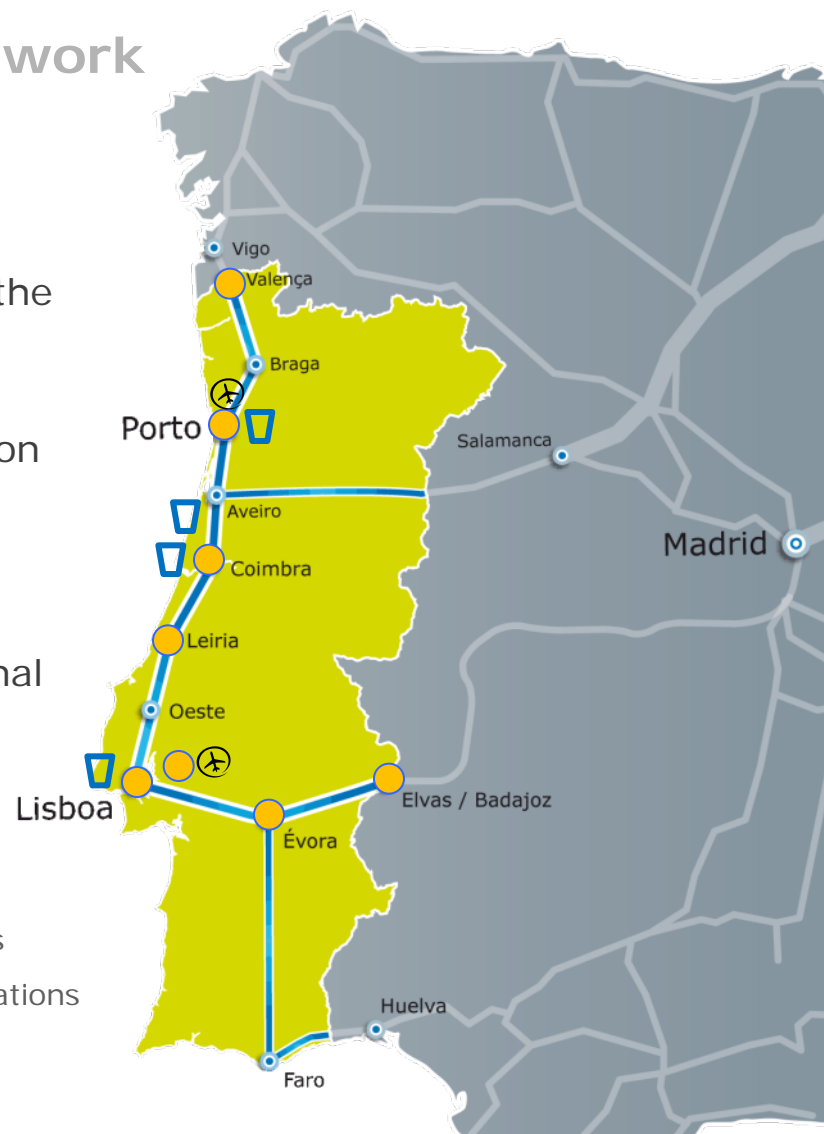 work
Vigo
Valença
the
Braga
Porto
on
Salamanca
Aveiro
Madrid
Coimbra
Leiria
nal
Oeste
Lisboa
Elvas / Badajoz
Évora
s
ations
Huelva
Faro